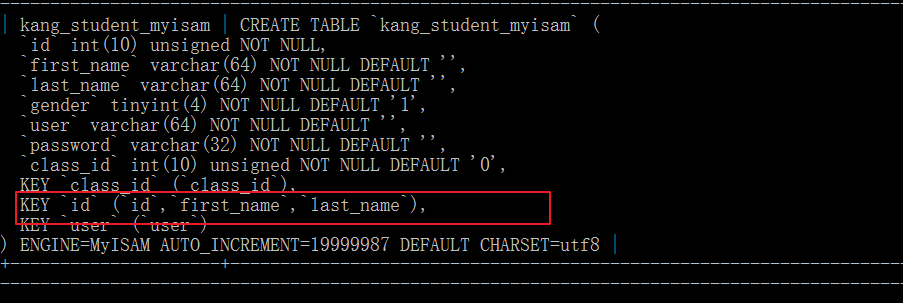 | kang_student_myisam | CREATE TABLE `kang_student_myisam` (
`id` int(10) unsigned NOT NULL,
`first_name` varchar(64) NOT NULL DEFAULT '',
`last_name` varchar(64) NOT NULL DEFAULT '',
`gender` tinyint(4) NOT NULL DEFAULT '1',
`user` varchar(64) NOT NULL DEFAULT '',
`password` varchar(32) NOT NULL DEFAULT '',
`class_id` int(10) unsigned NOT NULL DEFAULT '0',
KEY `class_id` (`class_id`),
KEY `id` (`id`,`first_name`,`last_name`),
KEY `user` (`user`)
) ENGINE=MyISAM AUTO_INCREMENT=19999987 DEFAULT CHARSET=utf8 |